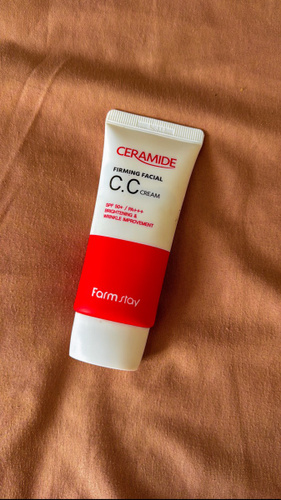 CERAMIDE
FIRMING FACIAL
C.C CREAM
SPF 50+ / PA+++
BRIGHTENING &
WRINKLE IMPROVEMENT
Farmstay